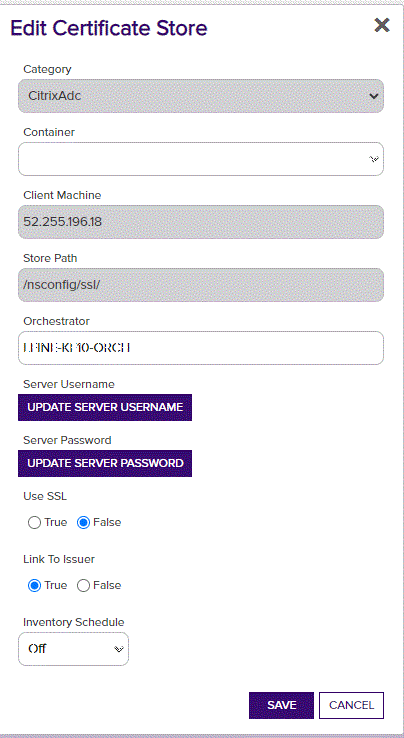 Edit Certificate Store
Category
CitrixAdc
Container
Client Machine
52.255.196.18
Store Path
/nsconfig/ssl/
Orchestrator
Server Username
UPDATE SERVER USERNAME
Server Password
UPDATE SERVER PASSWORD
Use SSL
True False
Link To Issuer
True False
Inventory Schedule
Off
SAVE CANCEL